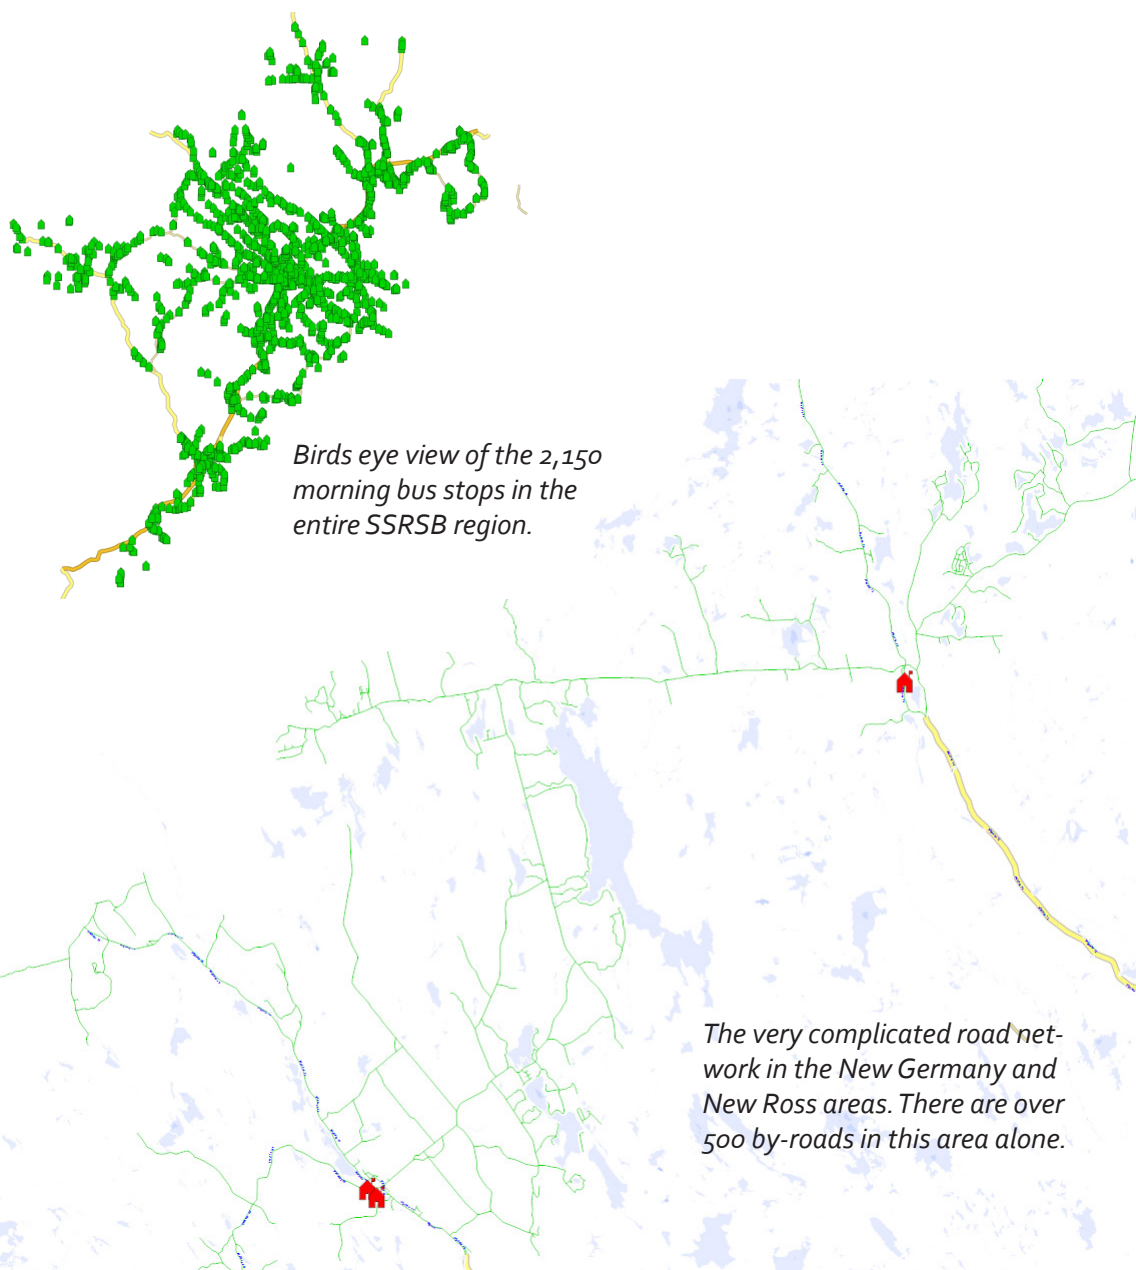 Birds eye view of the 2,150
morning bus stops in the
entire SSRSB region.
The very complicated road net-
work in the New Germany and
New Ross areas. There are over
500 by-roads in this area alone.